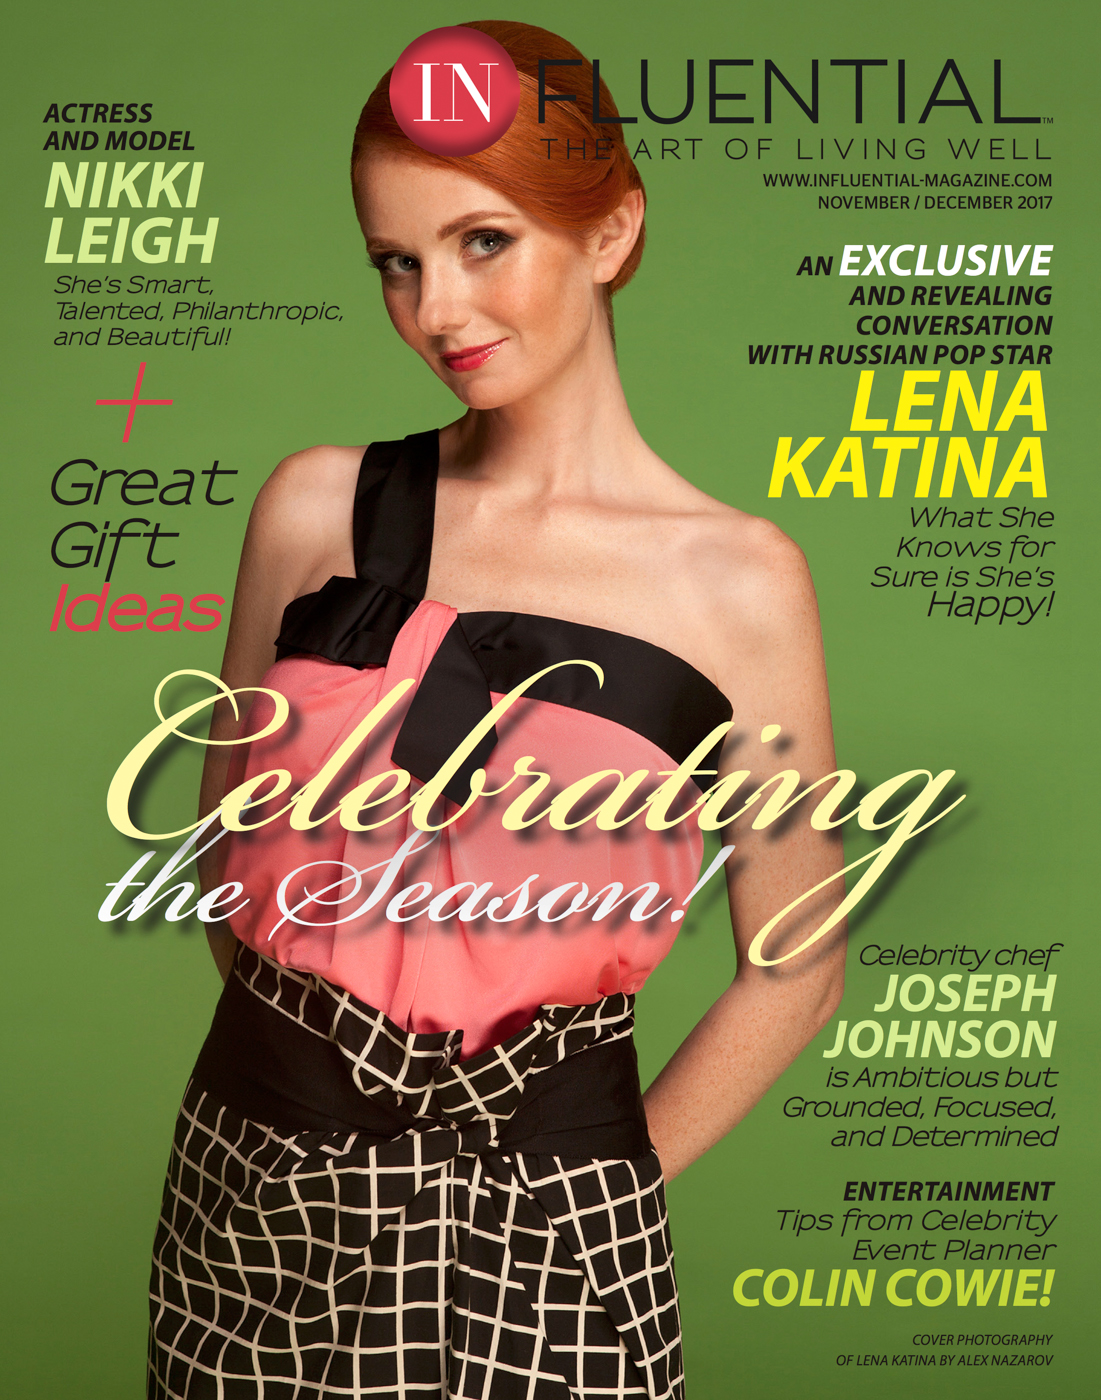 INFLUENTIAL™
THE ART OF LIVING WELL
WWW.INFLUENTIAL-MAGAZINE.COM
NOVEMBER / DECEMBER 2017
ACTRESS
AND MODEL
NIKKI
LEIGH
She's Smart,
Talented, Philanthropic,
and Beautiful!
+
Great
Gift
Ideas
AN EXCLUSIVE
AND REVEALING
CONVERSATION
WITH RUSSIAN POP STAR
LENA
KATINA
What She
Knows for
Sure is She's
Happy!
Celebrating
the Season!
Celebrity chef
JOSEPH
JOHNSON
is Ambitious but
Grounded, Focused,
and Determined
ENTERTAINMENT
Tips from Celebrity
Event Planner
COLIN COWIE!
COVER PHOTOGRAPHY
OF LENA KATINA BY ALEX NAZAROV